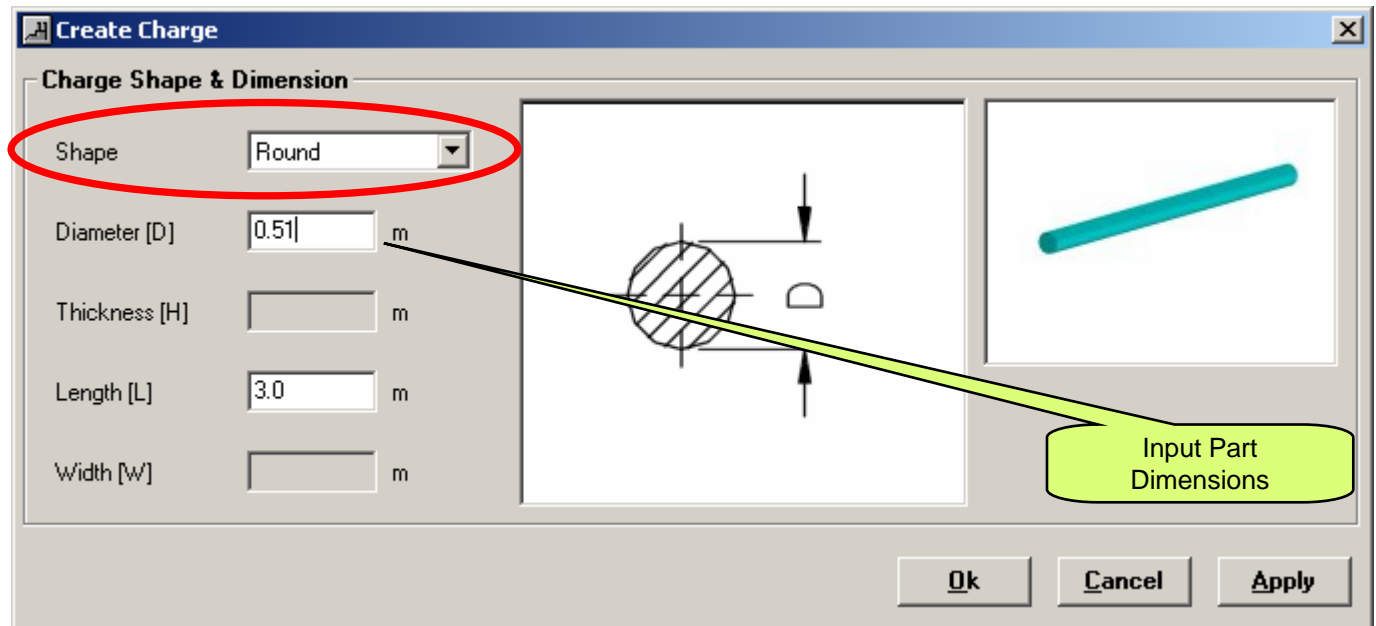 Create Charge
Charge Shape & Dimension
Shape Round
Diameter [D] 0.51 m
Thickness [H] m
Length [L] 3.0 m
Width [W] m
D
Input Part
Dimensions
Ok Cancel Apply